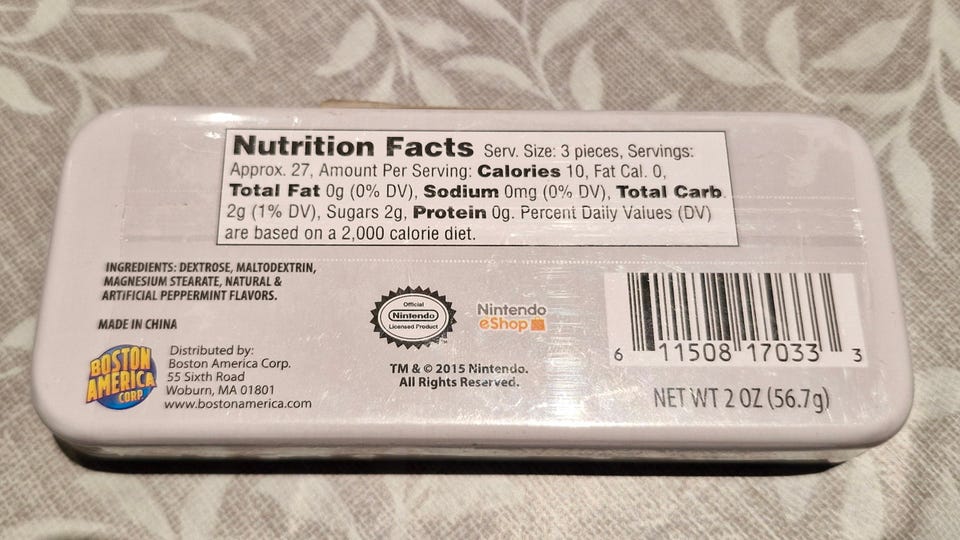 Nutrition Facts Serv. Size: 3 pieces, Servings:
Approx. 27, Amount Per Serving: Calories 10, Fat Cal. 0,
Total Fat 0g (0% DV), Sodium 0mg (0% DV), Total Carb.
2g (1% DV), Sugars 2g, Protein 0g. Percent Daily Values (DV)
are based on a 2,000 calorie diet.
INGREDIENTS: DEXTROSE, MALTODEXTRIN,
MAGNESIUM STEARATE, NATURAL &
ARTIFICIAL PEPPERMINT FLAVORS.
MADE IN CHINA
BOSTON
AMERICA
CORP.
Distributed by:
Boston America Corp.
55 Sixth Road
Woburn, MA 01801
www.bostonamerica.com
Official
Nintendo
Licensed Product
TM
Nintendo
eShop
TM & © 2015 Nintendo.
All Rights Reserved.
6 11508 17033 3
NET WT 2 OZ (56.7g)